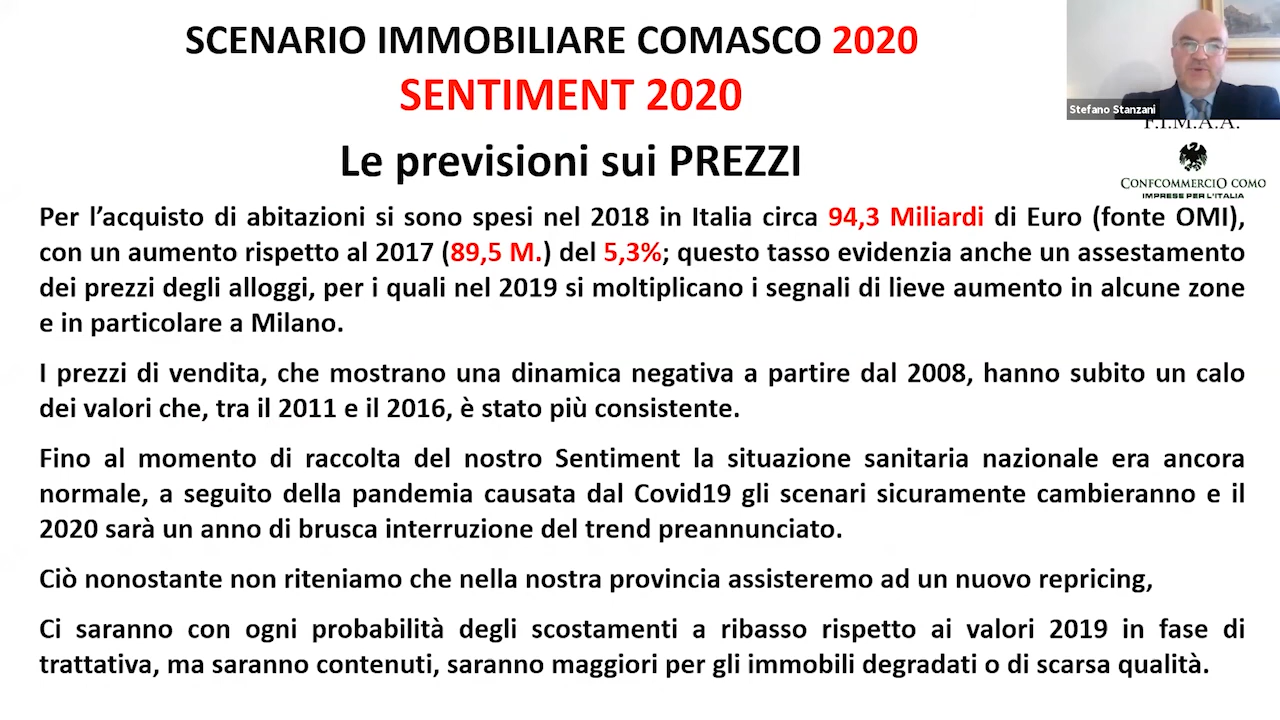 SCENARIO IMMOBILIARE COMASCO 2020
SENTIMENT 2020
Le previsioni sui PREZZI
Stefano Stanzani
F.I.M.A.A.
CONFCOMMERCIO COMO
IMPRESE PER L'ITALIA
Per l’acquisto di abitazioni si sono spesi nel 2018 in Italia circa 94,3 Miliardi di Euro (fonte OMI),
con un aumento rispetto al 2017 (89,5 M.) del 5,3%; questo tasso evidenzia anche un assestamento
dei prezzi degli alloggi, per i quali nel 2019 si moltiplicano i segnali di lieve aumento in alcune zone
e in particolare a Milano.
I prezzi di vendita, che mostrano una dinamica negativa a partire dal 2008, hanno subito un calo
dei valori che, tra il 2011 e il 2016, è stato più consistente.
Fino al momento di raccolta del nostro Sentiment la situazione sanitaria nazionale era ancora
normale, a seguito della pandemia causata dal Covid19 gli scenari sicuramente cambieranno e il
2020 sarà un anno di brusca interruzione del trend preannunciato.
Ciò nonostante non riteniamo che nella nostra provincia assisteremo ad un nuovo repricing,
Ci saranno con ogni probabilità degli scostamenti a ribasso rispetto ai valori 2019 in fase di
trattativa, ma saranno contenuti, saranno maggiori per gli immobili degradati o di scarsa qualità.